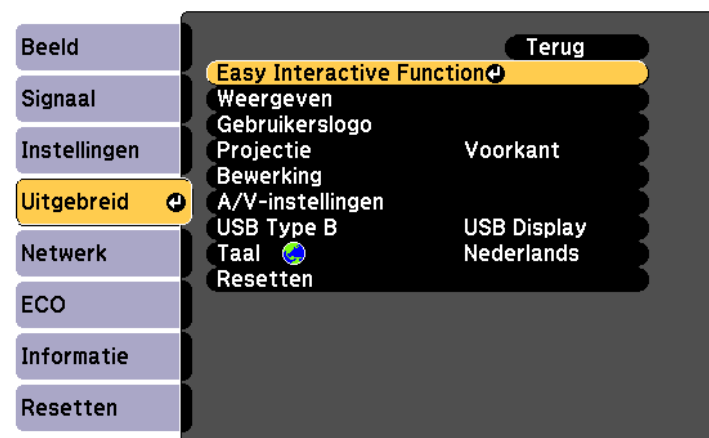 Beeld
Signaal
Instellingen
Uitgebreid
Netwerk
ECO
Informatie
Resetten
Terug
Easy Interactive Function
Weergeven
Gebruikerslogo
Projectie Voorkant
Bewerking
A/V-instellingen
USB Type B USB Display
Taal Nederlands
Resetten